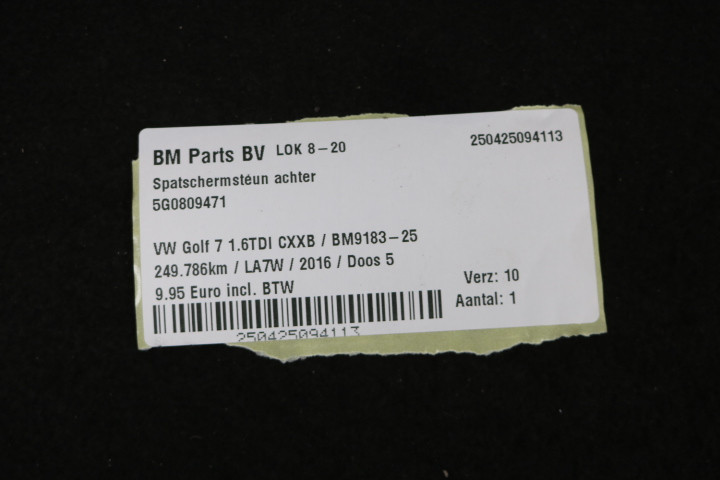 BM Parts BV LOK 8-20
250425094113
Spatschermsteun achter
5G0809471
VW Golf 7 1.6TDI CXXB / BM9183-25
249.786km / LA7W / 2016 / Doos 5
9.95 Euro incl. BTW
Verz: 10
Aantal: 1
250425094113